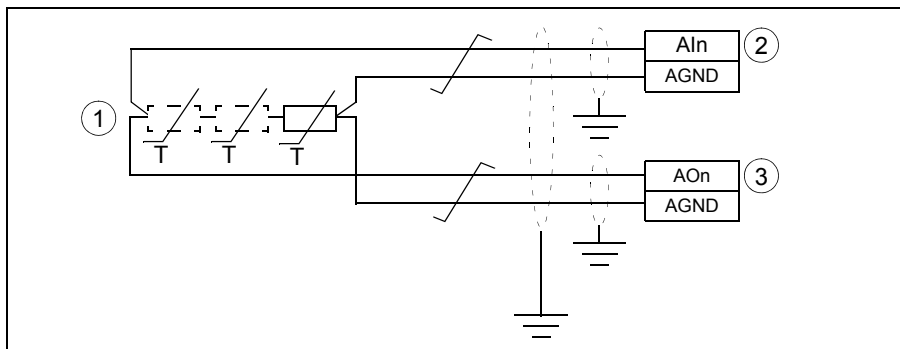 AIn
②
AGND
①
T T T
AOn
③
AGND